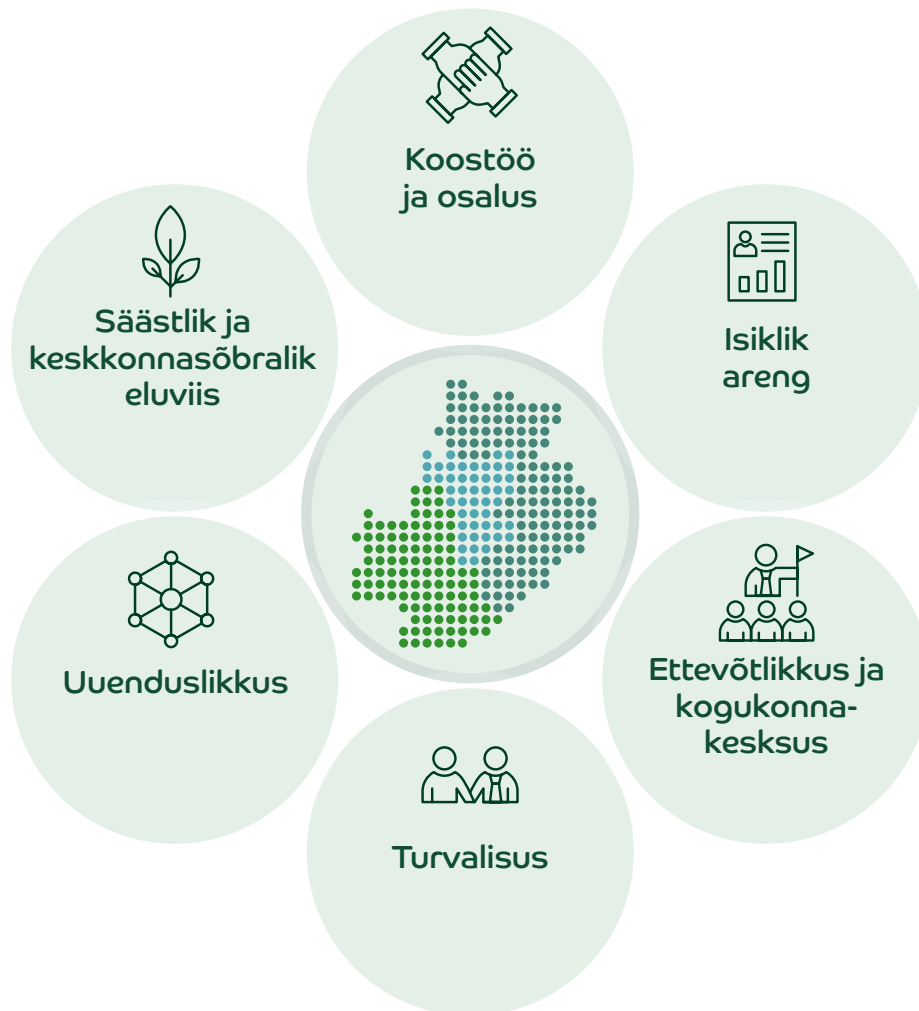 Koostöö
ja osalus
Säästlik ja
keskkonnasõbralik
eluviis
Isiklik
areng
Uuenduslikkus
Ettevõtlikkus ja
kogukonna-
kesksus
Turvalisus